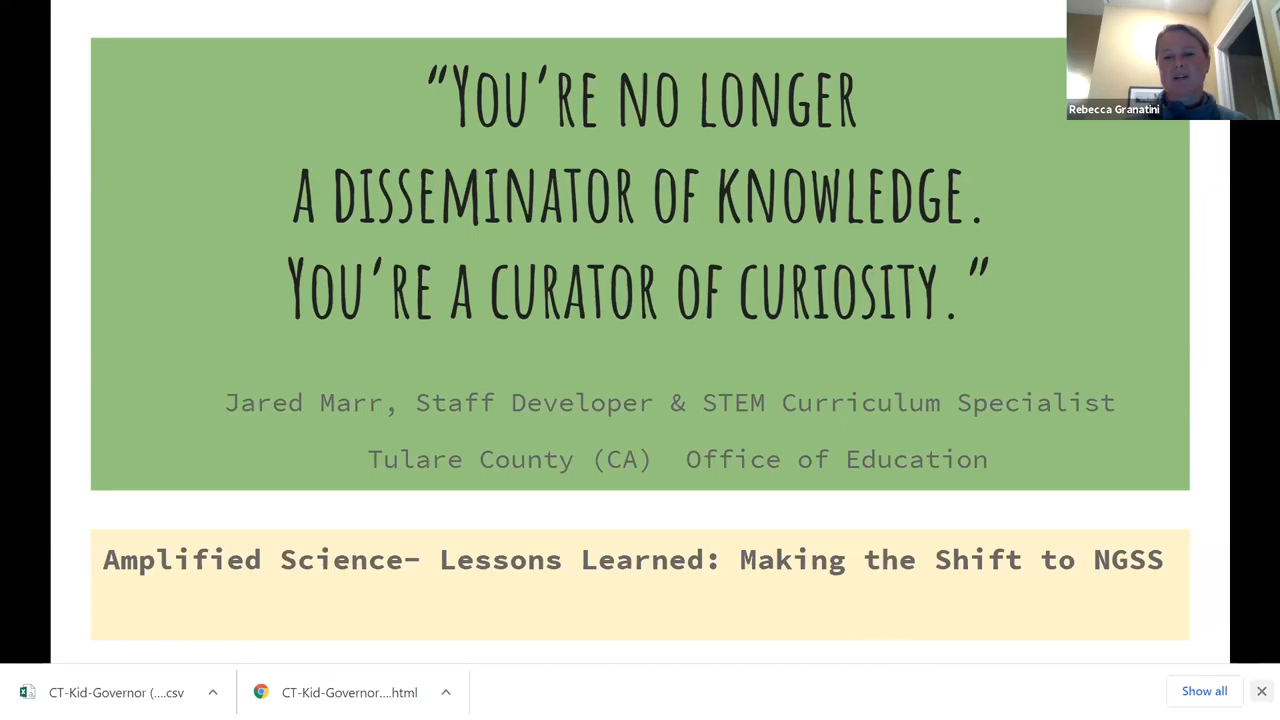 “You’re no longer
a disseminator of knowledge.
You’re a curator of curiosity.”
Jared Marr, Staff Developer & STEM Curriculum Specialist
Tulare County (CA) Office of Education
Amplified Science- Lessons Learned: Making the Shift to NGSS
Rebecca Granatini
CT-Kid-Governor (....csv
CT-Kid-Governor....html
Show all